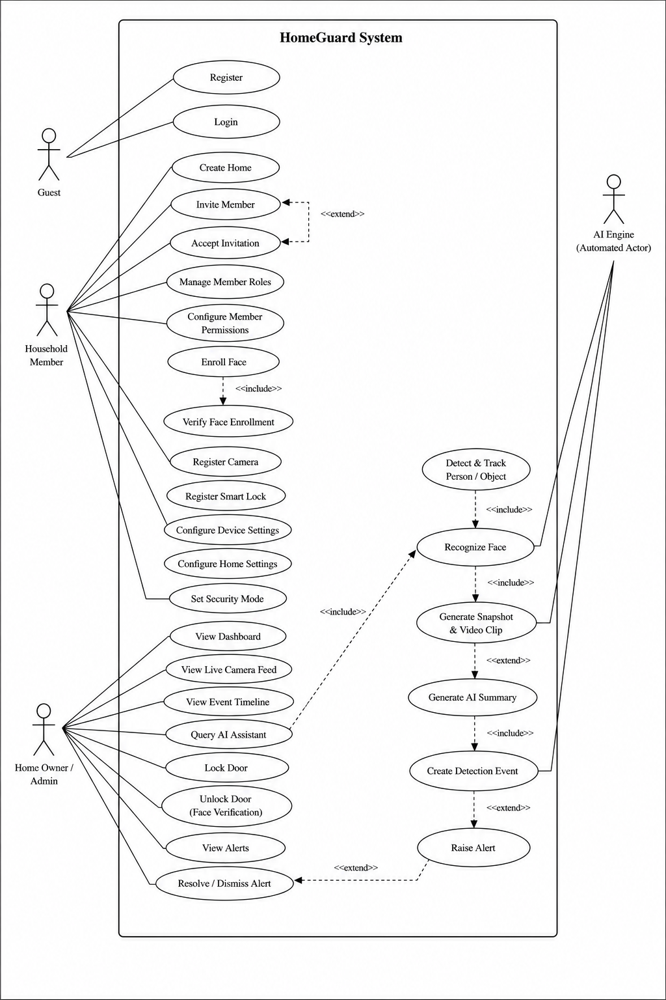 HomeGuard System
Register
Login
Guest
Create Home
Invite Member
<<extend>>
Accept Invitation
AI Engine
(Automated Actor)
Manage Member Roles
Configure Member
Permissions
Household
Member
Enroll Face
<<include>>
Verify Face Enrollment
Register Camera
Detect & Track
Person / Object
Register Smart Lock
<<include>>
Configure Device Settings
Recognize Face
Configure Home Settings
<<include>>
Set Security Mode
<<include>>
Generate Snapshot
& Video Clip
View Dashboard
<<extend>>
View Live Camera Feed
Generate AI Summary
View Event Timeline
Query AI Assistant
<<include>>
Home Owner /
Admin
Lock Door
Create Detection Event
Unlock Door
(Face Verification)
<<extend>>
View Alerts
Raise Alert
<<extend>>
Resolve / Dismiss Alert